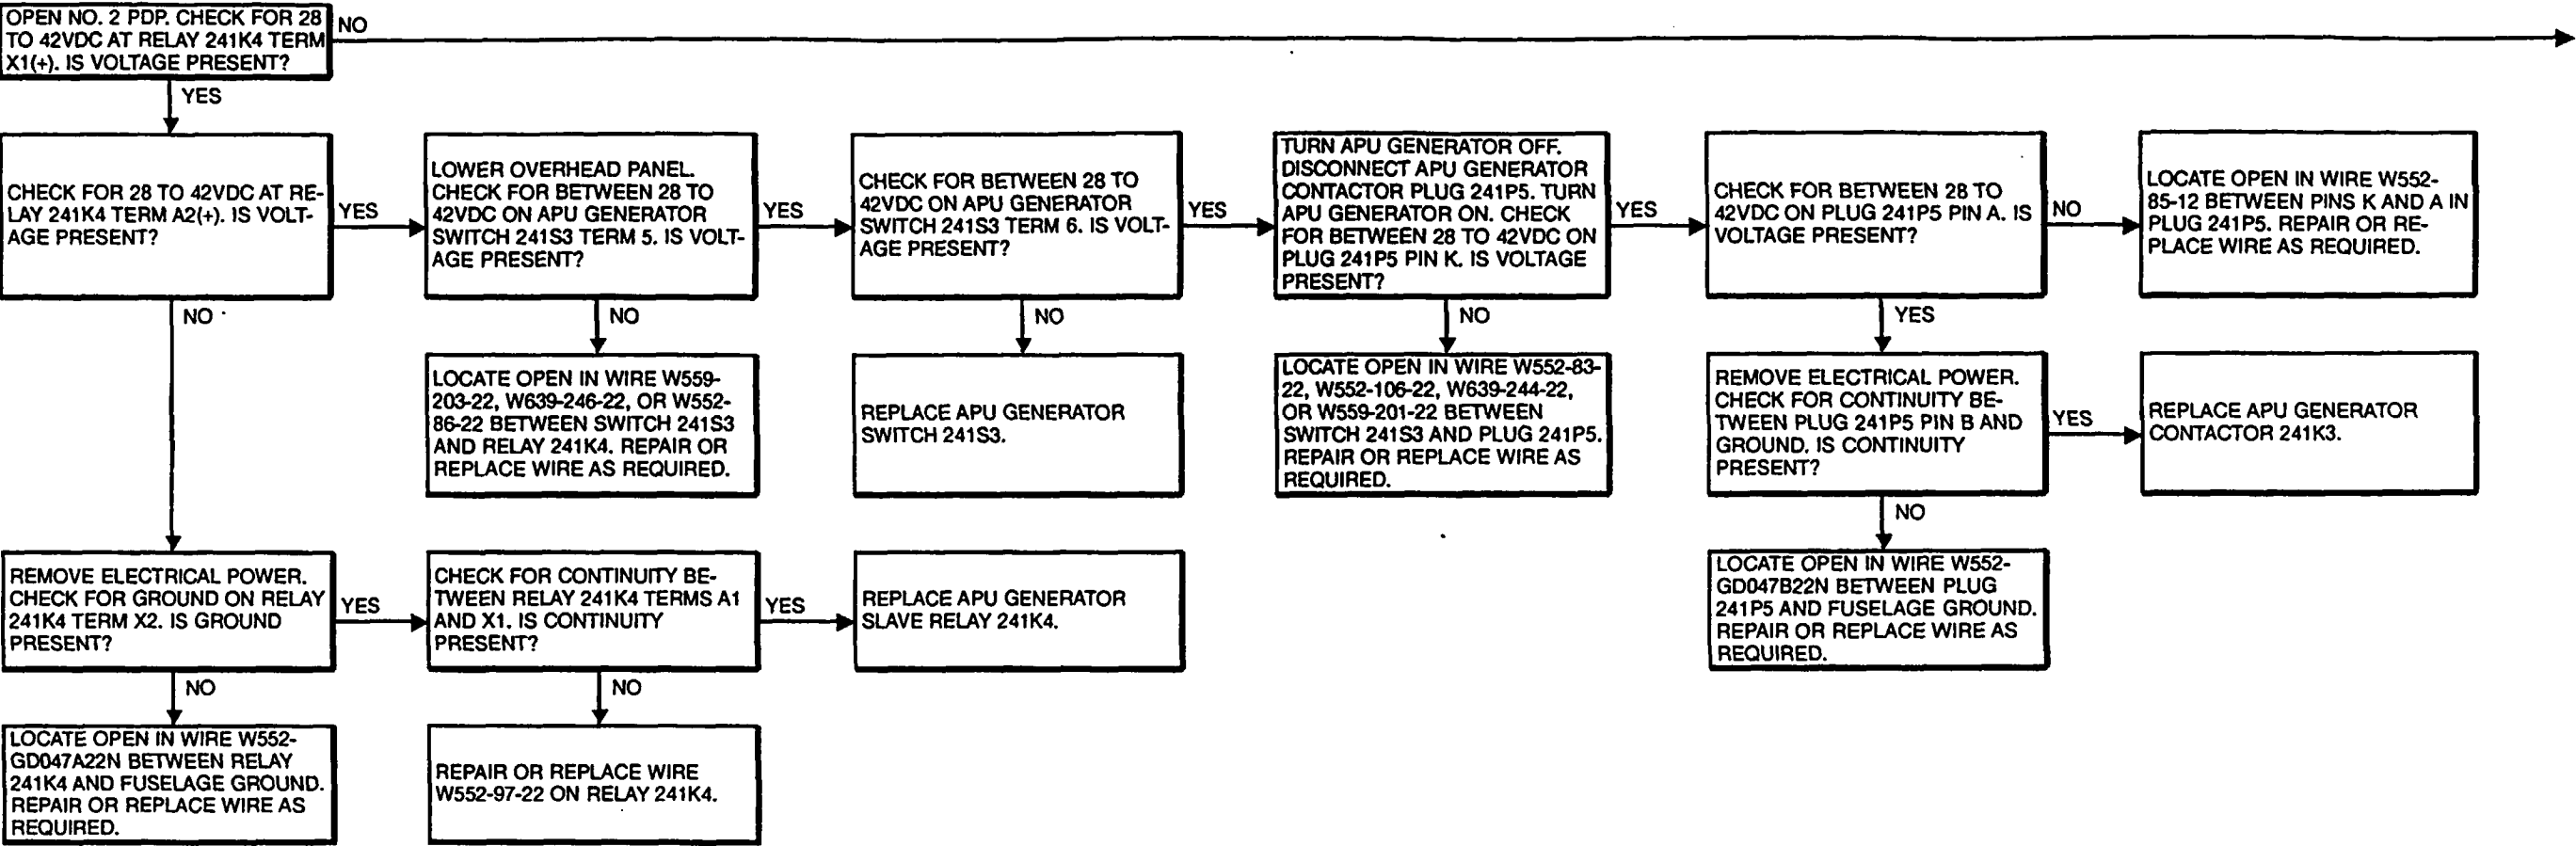 OPEN NO. 2 PDP. CHECK FOR 28
TO 42VDC AT RELAY 241K4 TERM
X1(+). IS VOLTAGE PRESENT?
NO
YES
CHECK FOR 28 TO 42VDC AT RE-
LAY 241K4 TERM A2(+). IS VOLT-
AGE PRESENT?
YES
LOWER OVERHEAD PANEL.
CHECK FOR BETWEEN 28 TO
42VDC ON APU GENERATOR
SWITCH 241S3 TERM 5. IS VOLT-
AGE PRESENT?
YES
CHECK FOR BETWEEN 28 TO
42VDC ON APU GENERATOR
SWITCH 241S3 TERM 6. IS VOLT-
AGE PRESENT?
YES
TURN APU GENERATOR OFF.
DISCONNECT APU GENERATOR
CONTACTOR PLUG 241P5. TURN
APU GENERATOR ON. CHECK
FOR BETWEEN 28 TO 42VDC ON
PLUG 241P5 PIN K. IS VOLTAGE
PRESENT?
YES
CHECK FOR BETWEEN 28 TO
42VDC ON PLUG 241P5 PIN A. IS
VOLTAGE PRESENT?
NO
LOCATE OPEN IN WIRE W552-
85-12 BETWEEN PINS K AND A IN
PLUG 241P5. REPAIR OR RE-
PLACE WIRE AS REQUIRED.
NO
NO
NO
NO
YES
LOCATE OPEN IN WIRE W559-
203-22, W639-246-22, OR W552-
86-22 BETWEEN SWITCH 241S3
AND RELAY 241K4. REPAIR OR
REPLACE WIRE AS REQUIRED.
REPLACE APU GENERATOR
SWITCH 241S3.
LOCATE OPEN IN WIRE W552-83-
22, W552-106-22, W639-244-22,
OR W559-201-22 BETWEEN
SWITCH 241S3 AND PLUG 241P5.
REPAIR OR REPLACE WIRE AS
REQUIRED.
REMOVE ELECTRICAL POWER.
CHECK FOR CONTINUITY BE-
TWEEN PLUG 241P5 PIN B AND
GROUND. IS CONTINUITY
PRESENT?
YES
REPLACE APU GENERATOR
CONTACTOR 241K3.
NO
REMOVE ELECTRICAL POWER.
CHECK FOR GROUND ON RELAY
241K4 TERM X2. IS GROUND
PRESENT?
YES
CHECK FOR CONTINUITY BE-
TWEEN RELAY 241K4 TERMS A1
AND X1. IS CONTINUITY
PRESENT?
YES
REPLACE APU GENERATOR
SLAVE RELAY 241K4.
LOCATE OPEN IN WIRE W552-
GD047B22N BETWEEN PLUG
241P5 AND FUSELAGE GROUND.
REPAIR OR REPLACE WIRE AS
REQUIRED.
NO
NO
LOCATE OPEN IN WIRE W552-
GD047A22N BETWEEN RELAY
241K4 AND FUSELAGE GROUND.
REPAIR OR REPLACE WIRE AS
REQUIRED.
REPAIR OR REPLACE WIRE
W552-97-22 ON RELAY 241K4.